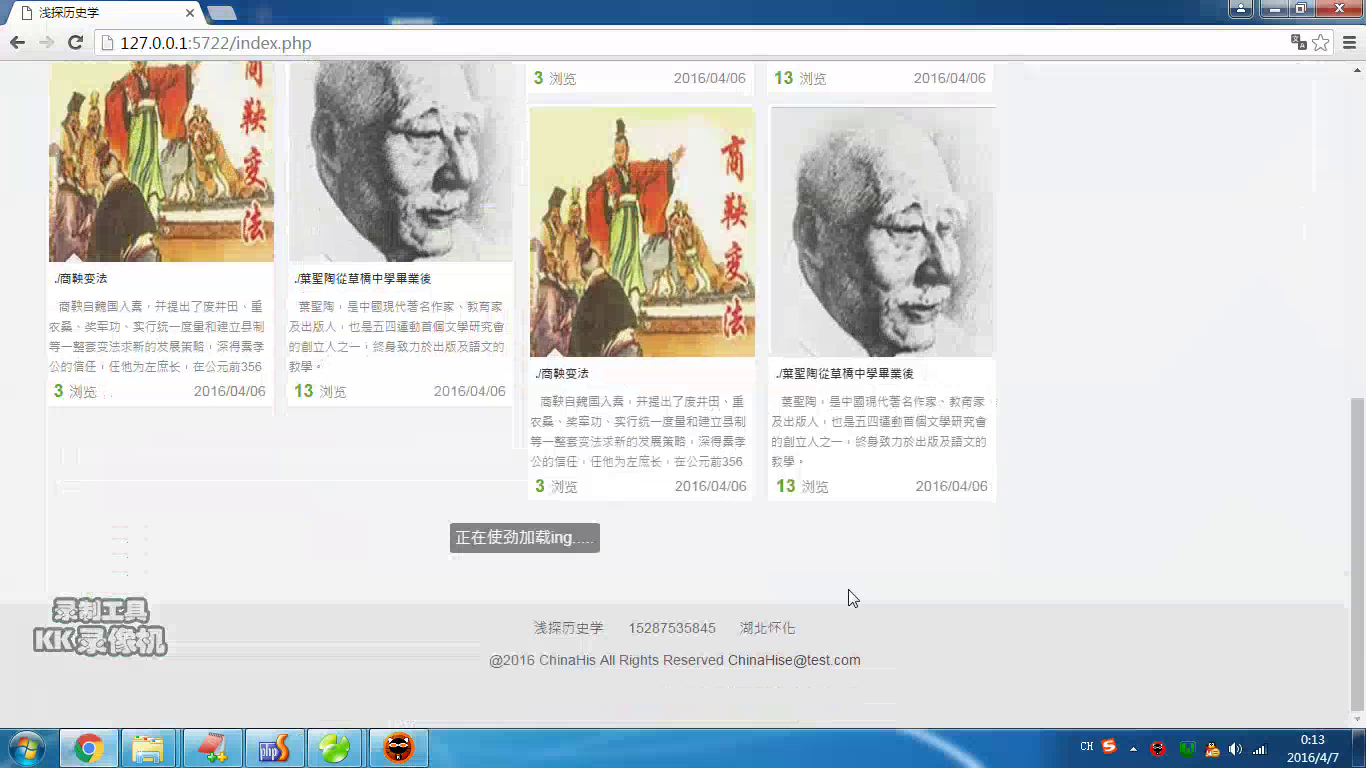 浅探历史学
127.0.0.1:5722/index.php
3 浏览 2016/04/06
13 浏览 2016/04/06
商鞅变法
./商鞅变法
商鞅自魏国入秦，并提出了废井田、重
农桑、奖军功、实行统一度量和建立县制
等一整套变法求新的发展策略，深得秦孝
公的信任，任他为左庶长，在公元前356
3 浏览 2016/04/06
./葉聖陶從草橋中學畢業後
葉聖陶，是中國現代著名作家、教育家
及出版人，也是五四運動首個文學研究會
的創立人之一，終身致力於出版及語文的
教學。
13 浏览 2016/04/06
商鞅变法
./商鞅变法
商鞅自魏国入秦，并提出了废井田、重
农桑、奖军功、实行统一度量和建立县制
等一整套变法求新的发展策略，深得秦孝
公的信任，任他为左庶长，在公元前356
3 浏览 2016/04/06
./葉聖陶從草橋中學畢業後
葉聖陶，是中國現代著名作家、教育家
及出版人，也是五四運動首個文學研究會
的創立人之一，終身致力於出版及語文的
教學。
13 浏览 2016/04/06
正在使劲加载ing.....
录制工具
KK录像机
浅探历史学 15287535845 湖北怀化
@2016 ChinaHis All Rights Reserved ChinaHise@test.com
php
CH
0:13
2016/4/7